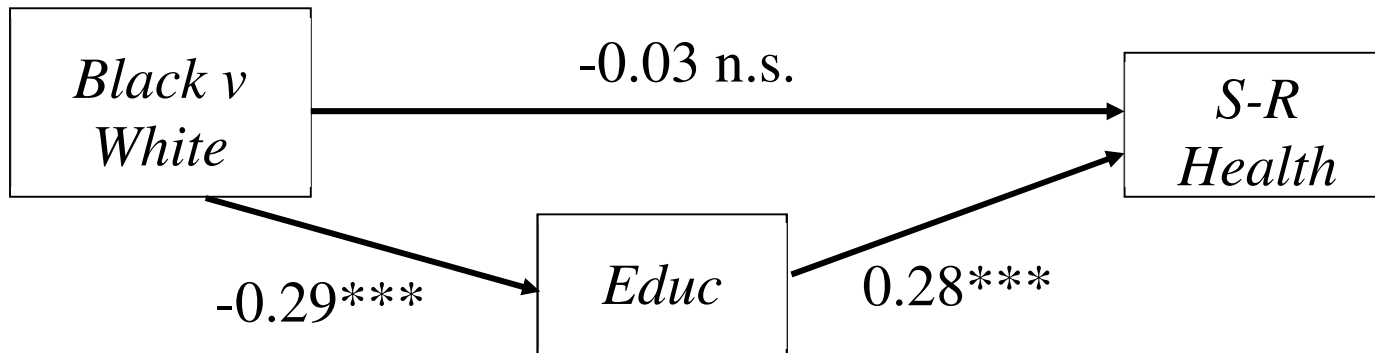 Black v
White
-0.03 n.s.
S-R
Health
-0.29***
Educ
0.28***